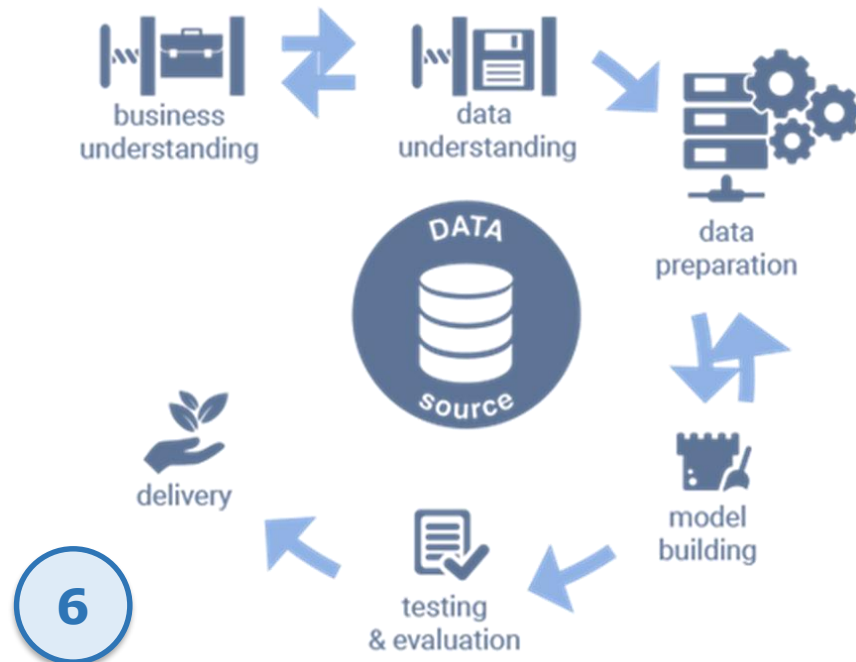 business
understanding
data
understanding
data
preparation
DATA
source
model
building
testing
& evaluation
delivery
6